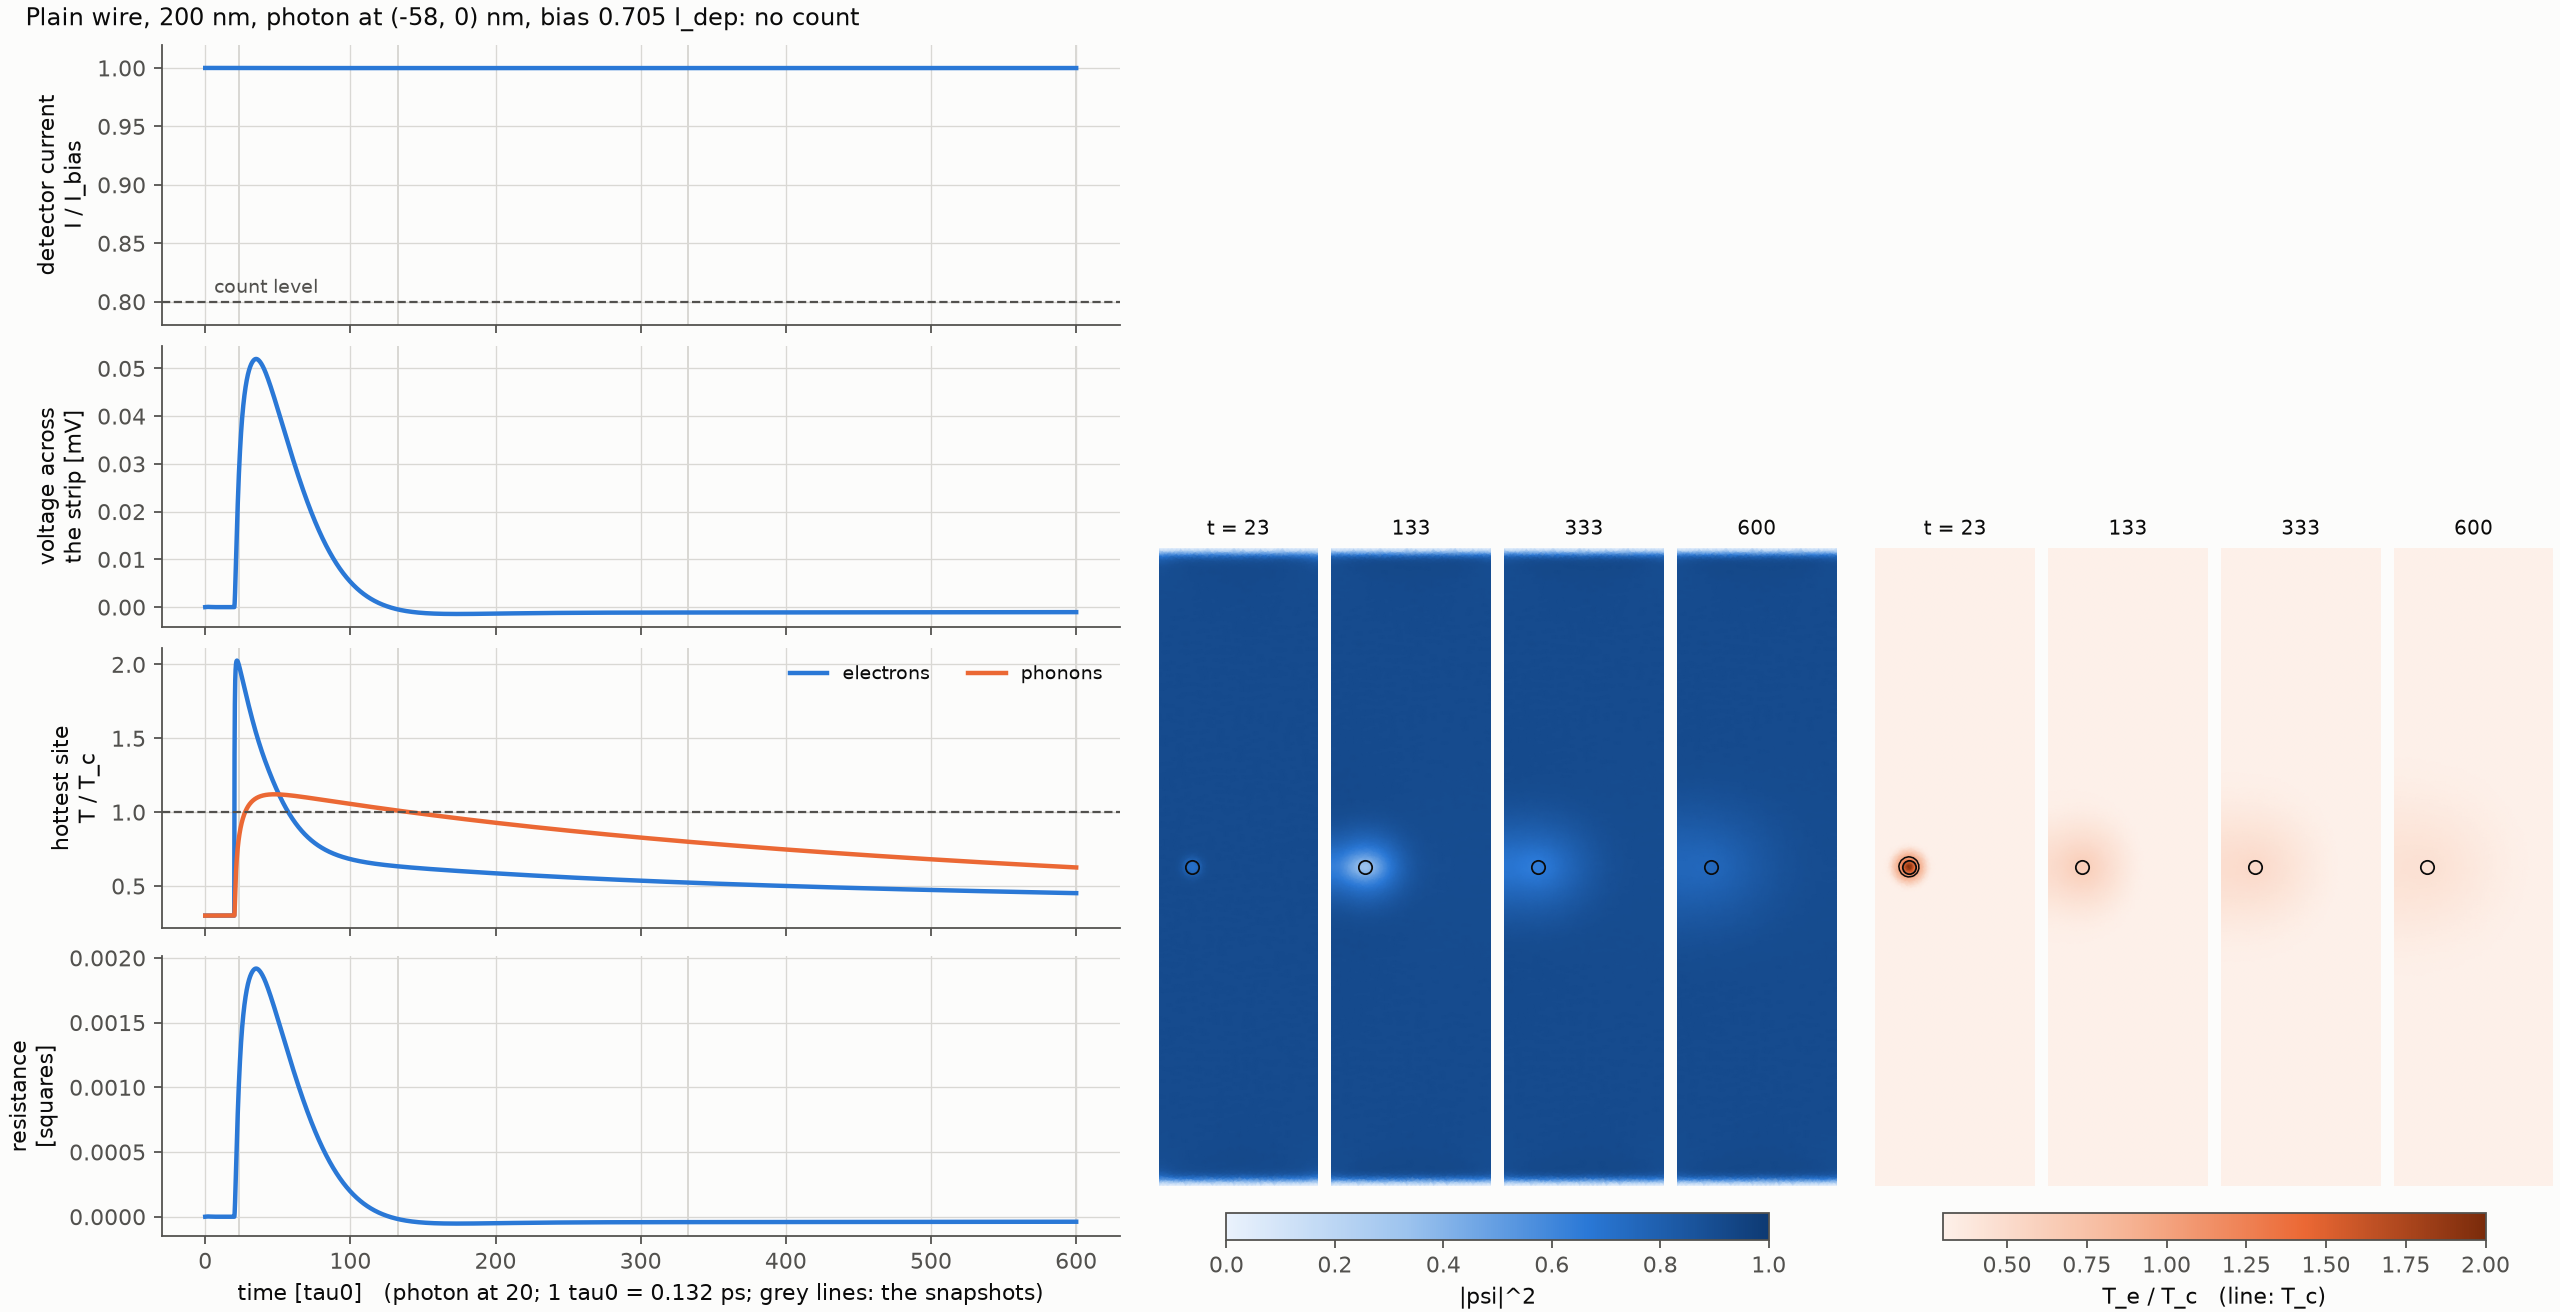 Plain wire, 200 nm, photon at (-58, 0) nm, bias 0.705 I_dep: no count
detector current
I / I_bias
1.00
0.95
0.90
0.85
0.80
count level
voltage across
the strip [mV]
0.05
0.04
0.03
0.02
0.01
0.00
hottest site
T / T_c
2.0
1.5
1.0
0.5
electrons
phonons
resistance
[squares]
0.0020
0.0015
0.0010
0.0005
0.0000
0 100 200 300 400 500 600
time [tau0] (photon at 20; 1 tau0 = 0.132 ps; grey lines: the snapshots)
t = 23 133 333 600
0.0 0.2 0.4 0.6 0.8 1.0
|psi|^2
t = 23 133 333 600
0.50 0.75 1.00 1.25 1.50 1.75 2.00
T_e / T_c (line: T_c)